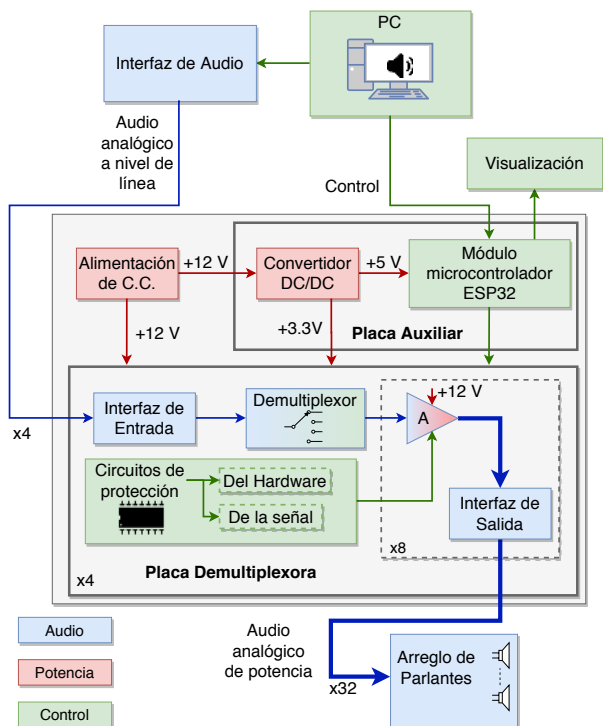 PC
Interfaz de Audio
Audio
analógico
a nivel de
línea
Control
Visualización
Alimentación
de C.C.
+12 V
Convertidor
DC/DC
+5 V
Módulo
microcontrolador
ESP32
+12 V
+3.3V
Placa Auxiliar
x4
Interfaz de
Entrada
Demultiplexor
+12 V
A
Circuitos de
protección
Del Hardware
De la señal
Interfaz de
Salida
x8
Placa Demultiplexora
x4
Audio
Potencia
Control
Audio
analógico
de potencia
x32
Arreglo de
Parlantes